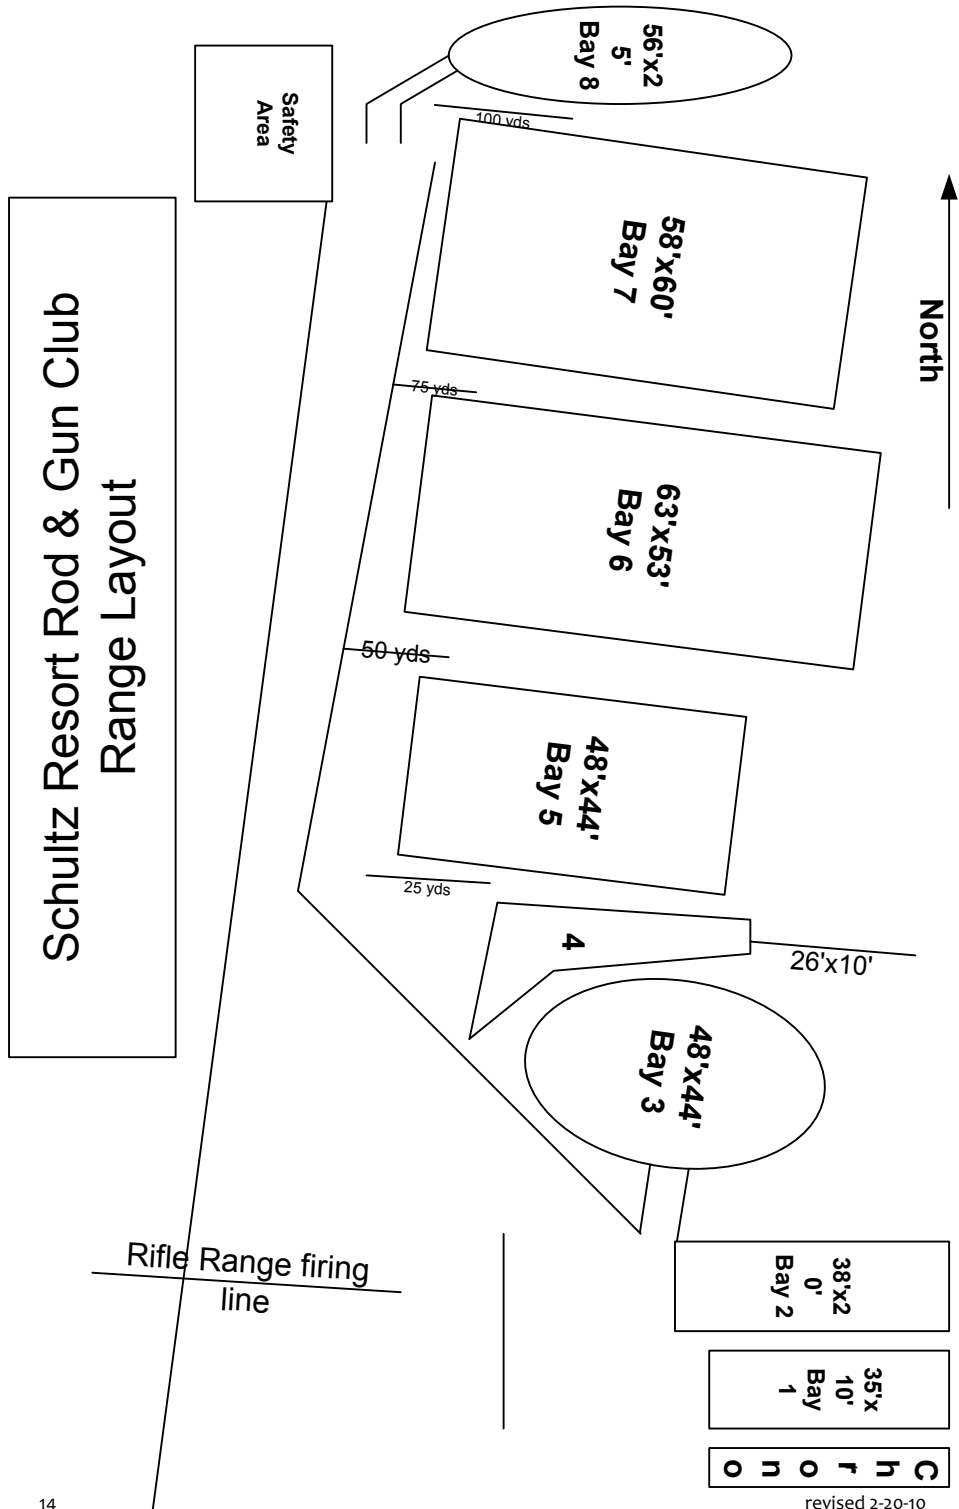 56'x2
5'
Bay 8
Safety
Area
100 yds
58'x60'
Bay 7
North
75 yds
63'x53'
Bay 6
50 yds
48'x44'
Bay 5
25 yds
4
26'x10'
48'x44'
Bay 3
Rifle Range firing
line
38'x2
0'
Bay 2
35'x
10'
Bay
1
Chrono
Schultz Resort Rod & Gun Club
Range Layout
14
revised 2-20-10